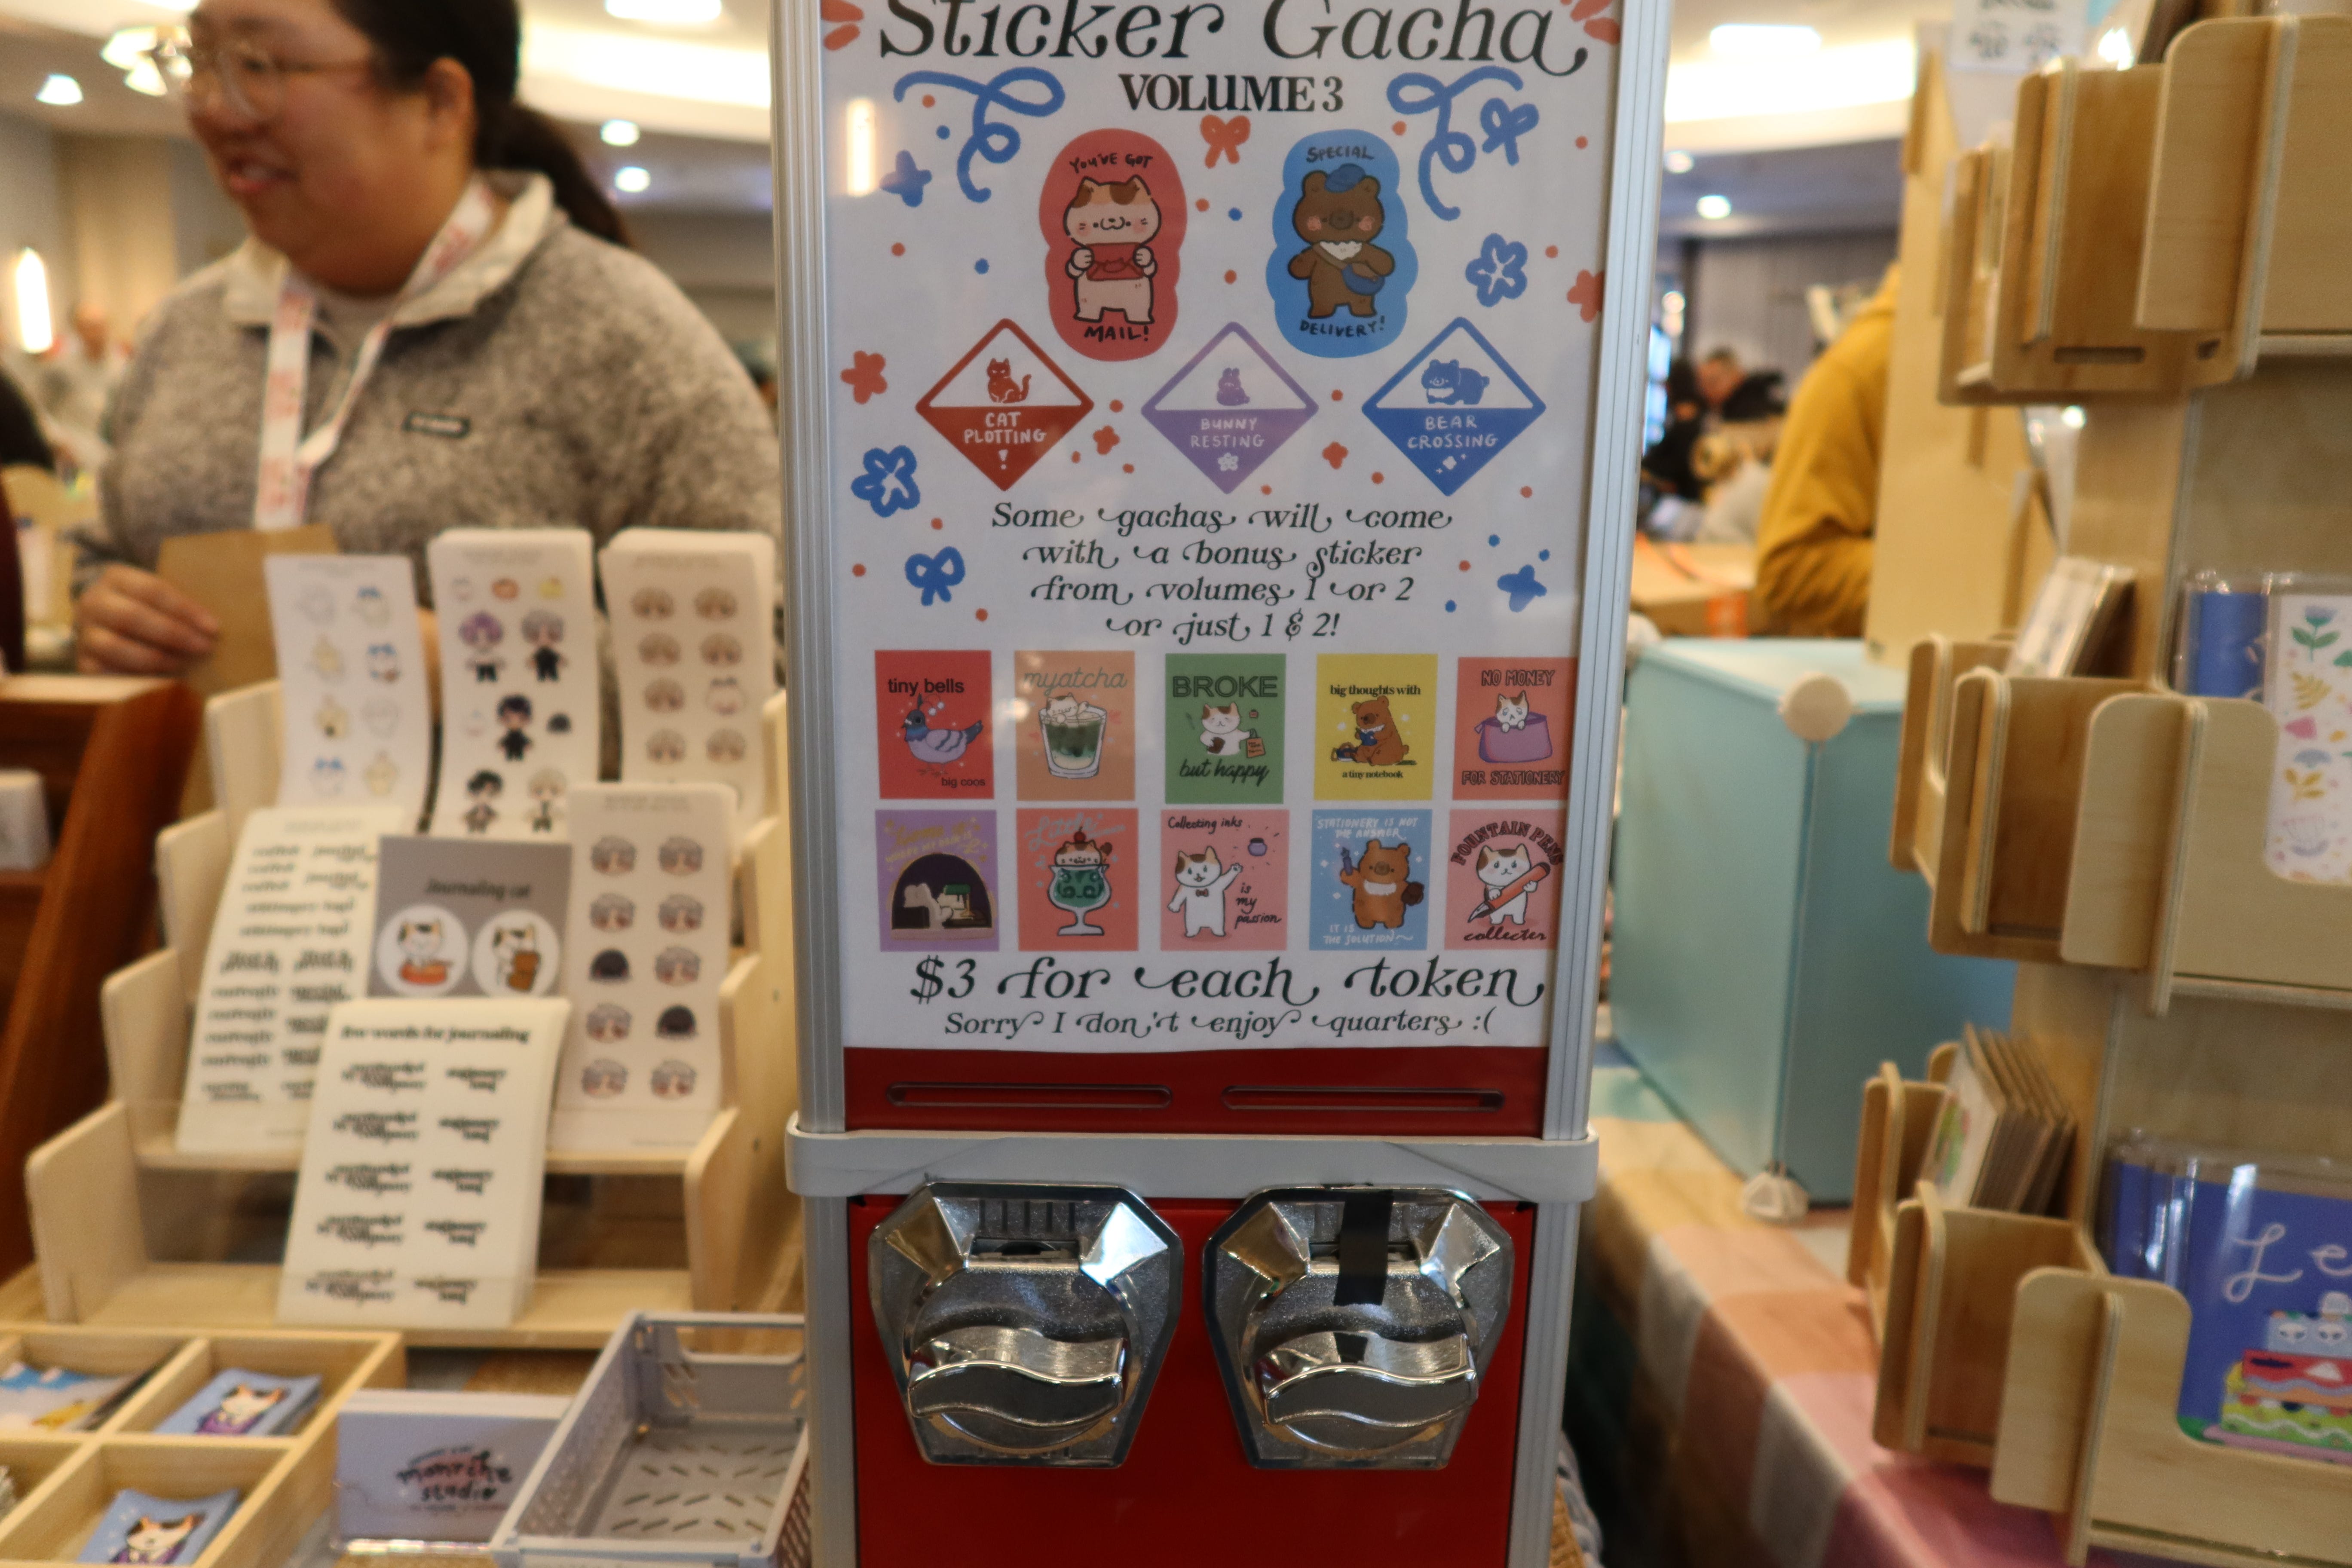 Sticker Gacha
VOLUME 3
YOU'VE GOT
MAIL!
SPECIAL
DELIVERY!
CAT
PLOTTING
!
BUNNY
RESTING
BEAR
CROSSING
Some gachas will come
with a bonus sticker
from volumes 1 or 2
or just 1 & 2!
tiny bells
big coos
myatcha
BROKE
but happy
big thoughts with
a tiny notebook
NO MONEY
FOR STATIONERY
Collecting inks
is
my
passion
STATIONERY IS NOT
THE ANSWER
IT IS
THE SOLUTION
FOUNTAIN PENS
collector
$3 for each token
Sorry I don't enjoy quarters :(
Journaling cat
few words for journaling
studio
Le